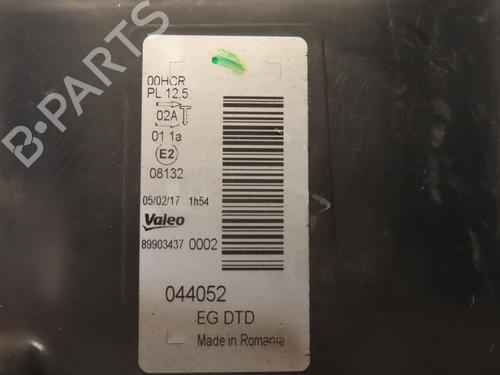 B-PARTS
00HCR
PL 12,5
02A
01 1a
E2
08132
05/02/17 1h54
Valeo
89903437 0002
044052
EG DTD
Made in Romania